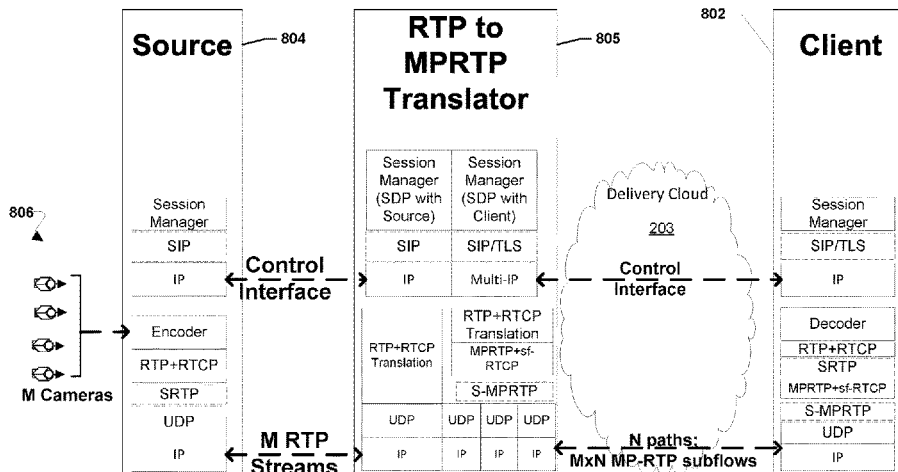 Source
804
RTP to
MPRTP
Translator
805
802
Client
806
M Cameras
Session
Manager
SIP
IP
Encoder
RTP+RTCP
SRTP
UDP
IP
Control
Interface
M RTP
Streams
Session
Manager
(SDP with
Source)
SIP
IP
RTP+RTCP
Translation
UDP
IP
Session
Manager
(SDP with
Client)
SIP/TLS
Multi-IP
RTP+RTCP
Translation
MPRTP+sf-
RTCP
S-MPRTP
UDP UDP UDP
IP IP IP
Delivery Cloud
203
Control
Interface
N paths;
MxN MP-RTP subflows
Session
Manager
SIP/TLS
IP
Decoder
RTP+RTCP
SRTP
MPRTP+sf-RTCP
S-MPRTP
UDP
IP